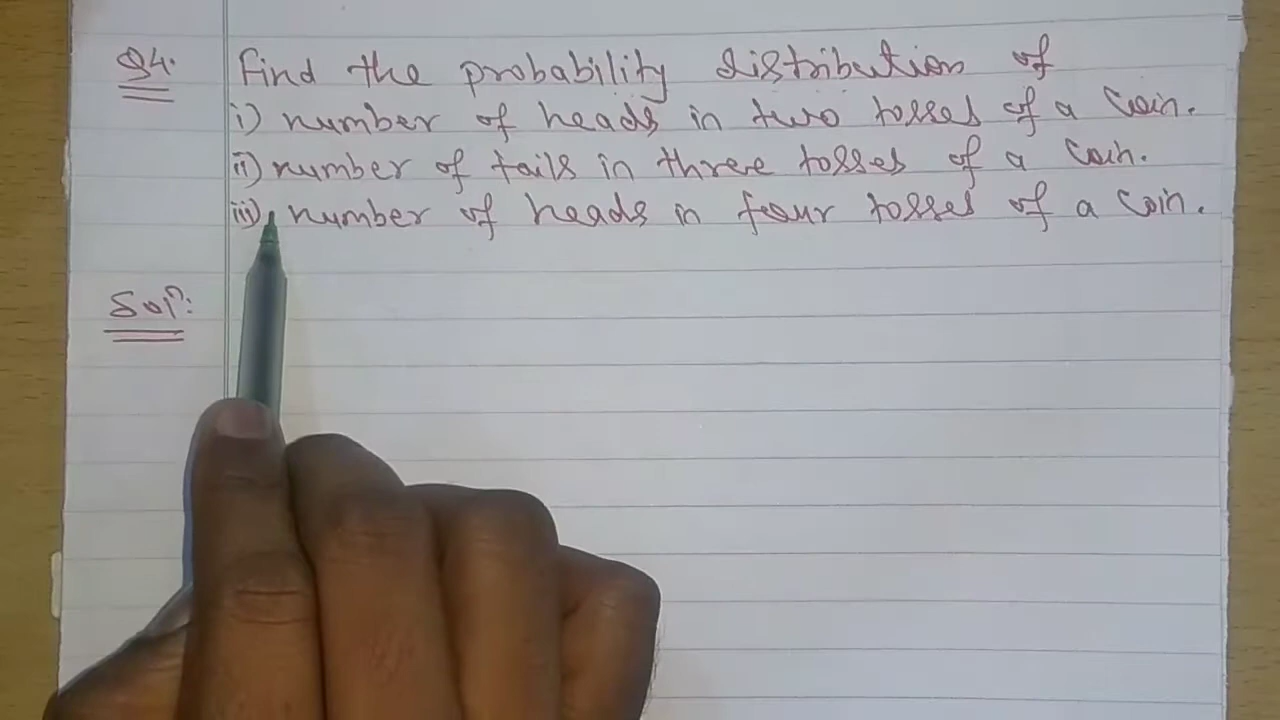 Q4. Find the probability distribution of
i) number of heads in two tosses of a coin.
ii) number of tails in three tosses of a coin.
iii) number of heads in four tosses of a coin.
Solⁿ: